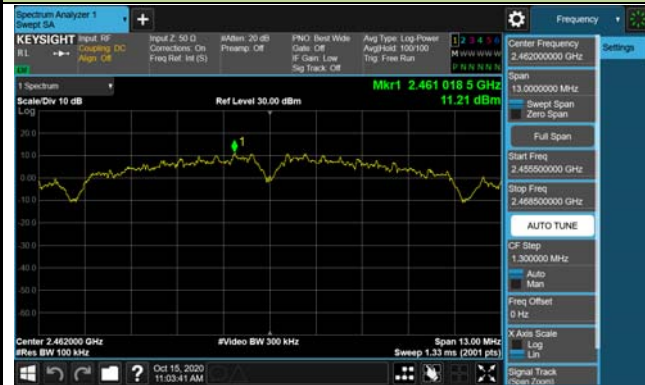 Spectrum Analyzer 1
Swept SA
+
Frequency
KEYSIGHT
Input: RF
Coupling: DC
Align: Off
Input Z: 50 Ω
Corrections: On
Freq Ref: Int (S)
#Atten: 20 dB
Preamp: Off
PNO: Best Wide
Gate: Off
IF Gain: Low
Sig Track: Off
Avg Type: Log-Power
Avg|Hold: 100/100
Trig: Free Run
1 2 3 4 5 6
M W W W W W
P N N N N N
R L
LW
1 Spectrum
Scale/Div 10 dB
Log
Ref Level 30.00 dBm
Mkr1 2.461 018 5 GHz
11.21 dBm
20.0
10.0
0.00
-10.0
-20.0
-30.0
-40.0
-50.0
-60.0
1
Center 2.462000 GHz
#Res BW 100 kHz
#Video BW 300 kHz
Span 13.00 MHz
Sweep 1.33 ms (2001 pts)
Oct 15, 2020
11:03:41 AM
Center Frequency
2.462000000 GHz
Settings
Span
13.0000000 MHz
Swept Span
Zero Span
Full Span
Start Freq
2.455500000 GHz
Stop Freq
2.468500000 GHz
AUTO TUNE
CF Step
1.300000 MHz
Auto
Man
Freq Offset
0 Hz
X Axis Scale
Log
Lin
Signal Track
(Span Zoom)